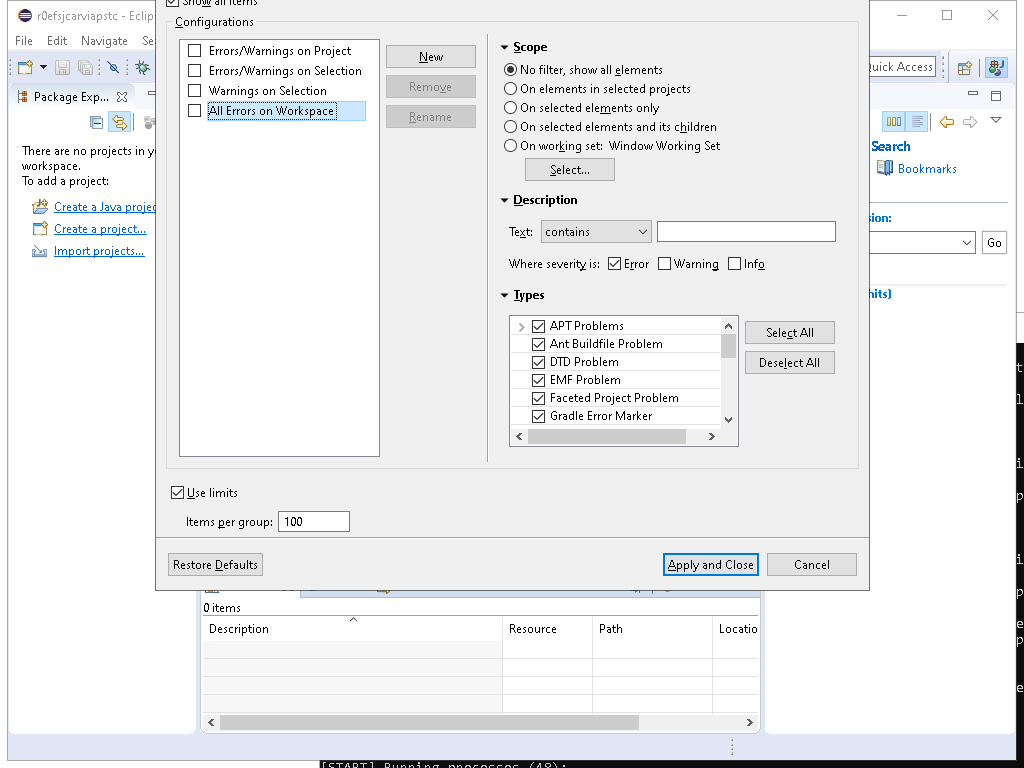 Show all items
r0efsjcarviapstc - Eclip
File Edit Navigate Se
Configurations
Errors/Warnings on Project
Errors/Warnings on Selection
Warnings on Selection
All Errors on Workspace
New
Remove
Rename
Scope
No filter, show all elements
On elements in selected projects
On selected elements only
On selected elements and its children
On working set: Window Working Set
Select...
Description
Text: contains
Where severity is: Error Warning Info
Types
APT Problems
Ant Buildfile Problem
DTD Problem
EMF Problem
Faceted Project Problem
Gradle Error Marker
Select All
Deselect All
Use limits
Items per group: 100
Restore Defaults
Apply and Close
Cancel
Package Exp...
There are no projects in y
workspace.
To add a project:
Create a Java projec
Create a project...
Import projects...
Quick Access
Search
Bookmarks
sion:
Go
hits)
0 items
Description Resource Path Locatio
[START] Running processes (48):